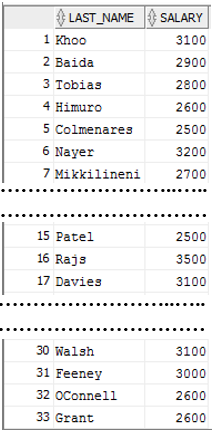 LAST_NAME SALARY
1 Khoo 3100
2 Baida 2900
3 Tobias 2800
4 Himuro 2600
5 Colmenares 2500
6 Nayer 3200
7 Mikkilineni 2700
15 Patel 2500
16 Rajs 3500
17 Davies 3100
30 Walsh 3100
31 Feeney 3000
32 OConnell 2600
33 Grant 2600